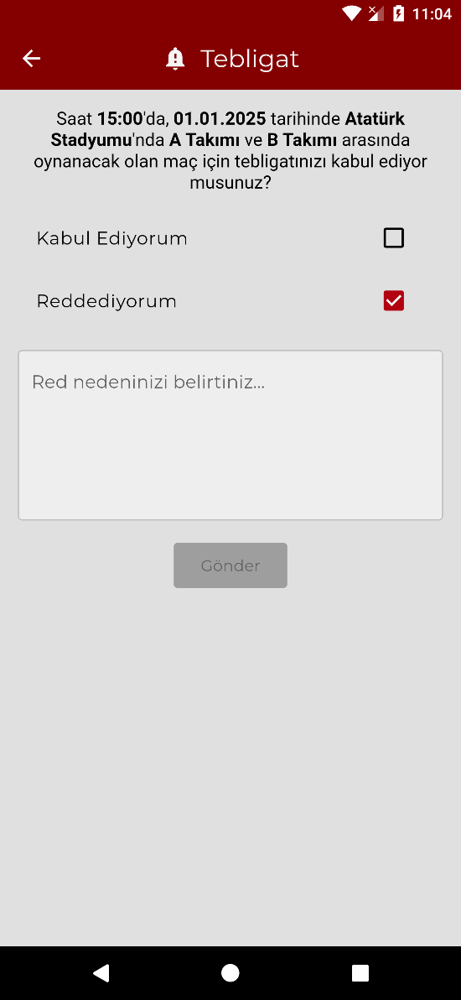 11:04
Tebligat
Saat 15:00'da, 01.01.2025 tarihinde Atatürk
Stadyumu'nda A Takımı ve B Takımı arasında
oynanacak olan maç için tebligatınızı kabul ediyor
musunuz?
Kabul Ediyorum
Reddediyorum
Red nedeninizi belirtiniz...
Gönder